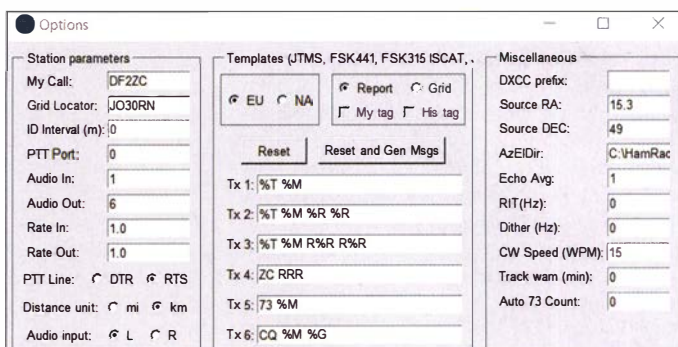 Options
Station parameters
My Call: DF2ZC
Grid Locator: JO30RN
ID Interval (m): 0
PTT Port: 0
Audio In: 1
Audio Out: 6
Rate In: 1.0
Rate Out: 1.0
PTT Line: DTR RTS
Distance unit: mi km
Audio input: L R
Templates (JTMS, FSK441, FSK315 ISCAT,
EU NA
Report Grid
My tag His tag
Reset Reset and Gen Msgs
Tx 1: %T %M
Tx 2: %T %M %R %R
Tx 3: %T %M R%R R%R
Tx 4: ZC RRR
Tx 5: 73 %M
Tx 6: CQ %M %G
Miscellaneous
DXCC prefix:
Source RA: 15.3
Source DEC: 49
AzElDir: C:\HamRac
Echo Avg: 1
RIT(Hz): 0
Dither (Hz): 0
CW Speed (WPM): 15
Track warn (min): 0
Auto 73 Count: 0